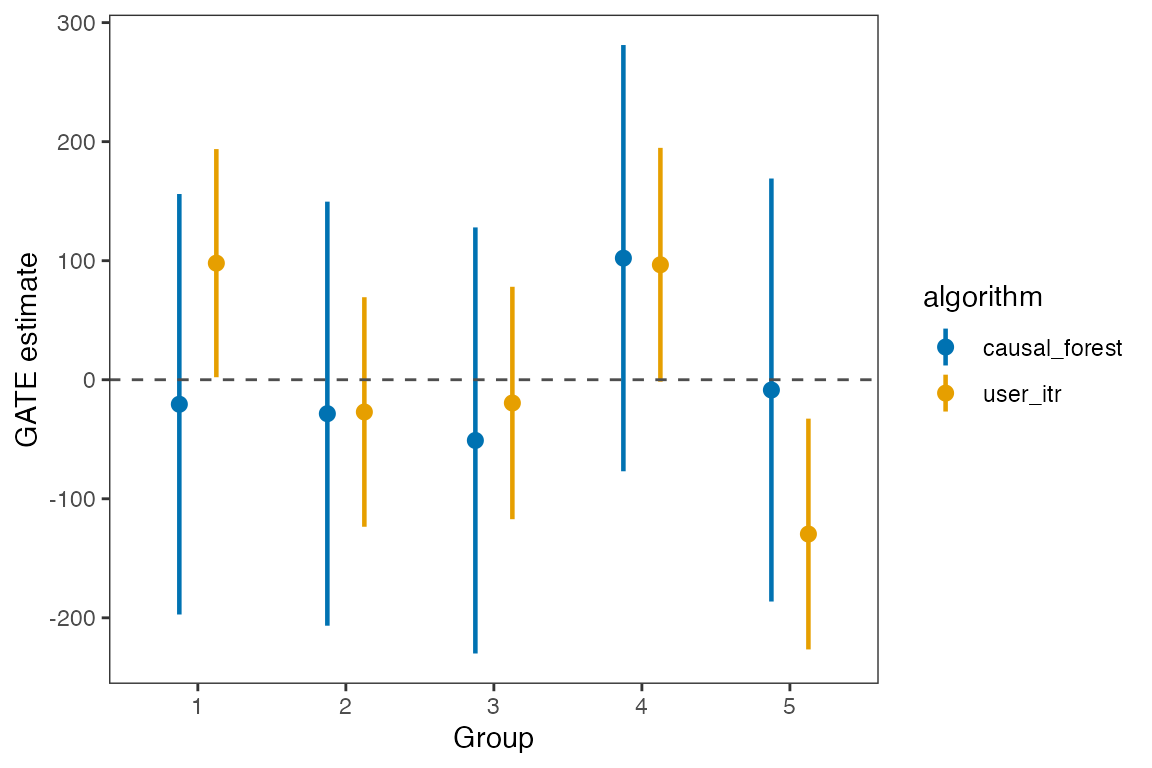 300
200
100
0
-100
-200
GATE estimate
1 2 3 4 5
Group
algorithm
causal_forest
user_itr